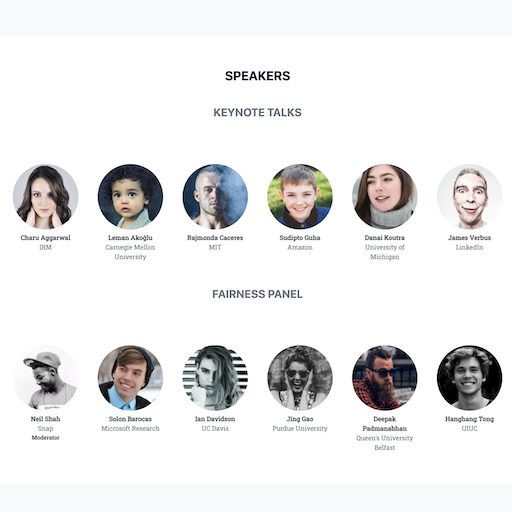 SPEAKERS
KEYNOTE TALKS
Charu Aggarwal
IBM
Leman Akoğlu
Carnegie Mellon
University
Rajmonda Caceres
MIT
Sudipto Guha
Amazon
Danai Koutra
University of
Michigan
James Verbus
LinkedIn
FAIRNESS PANEL
Neil Shah
Snap
Moderator
Solon Barocas
Microsoft Research
Ian Davidson
UC Davis
Jing Gao
Purdue University
Deepak
Padmanabhan
Queen's University
Belfast
Hanghang Tong
UIUC